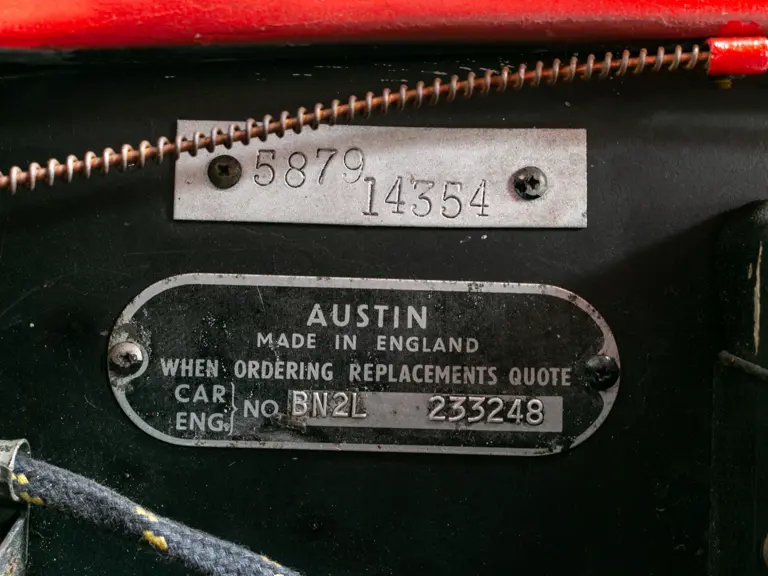 5879
14354
AUSTIN
MADE IN ENGLAND
WHEN ORDERING REPLACEMENTS QUOTE
CAR
ENG. } NO. BN2L 233248